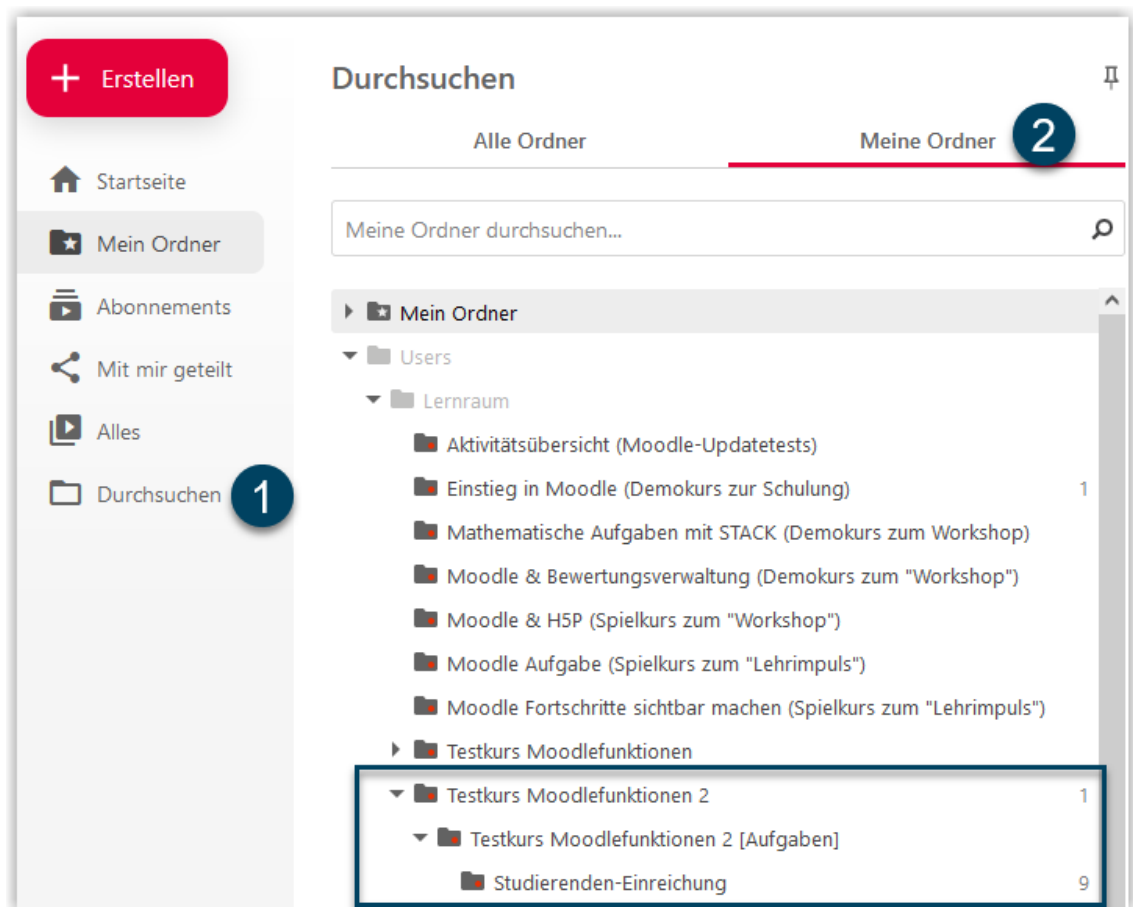 + Erstellen
Startseite
Mein Ordner
Abonnements
Mit mir geteilt
Alles
Durchsuchen 1
Durchsuchen
Alle Ordner
Meine Ordner 2
Meine Ordner durchsuchen...
Mein Ordner
Users
Lernraum
Aktivitätsübersicht (Moodle-Updatetests)
Einstieg in Moodle (Demokurs zur Schulung) 1
Mathematische Aufgaben mit STACK (Demokurs zum Workshop)
Moodle & Bewertungsverwaltung (Demokurs zum "Workshop")
Moodle & H5P (Spielkurs zum "Workshop")
Moodle Aufgabe (Spielkurs zum "Lehrimpuls")
Moodle Fortschritte sichtbar machen (Spielkurs zum "Lehrimpuls")
Testkurs Moodlefunktionen
Testkurs Moodlefunktionen 2 1
Testkurs Moodlefunktionen 2 [Aufgaben]
Studierenden-Einreichung 9